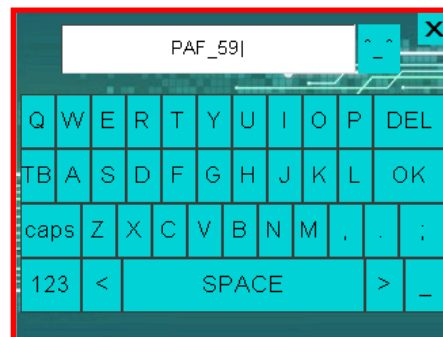 X
PAF_59|
^_^
Q W E R T Y U I O P DEL
TB A S D F G H J K L OK
caps Z X C V B N M , . ;
123 < SPACE > _